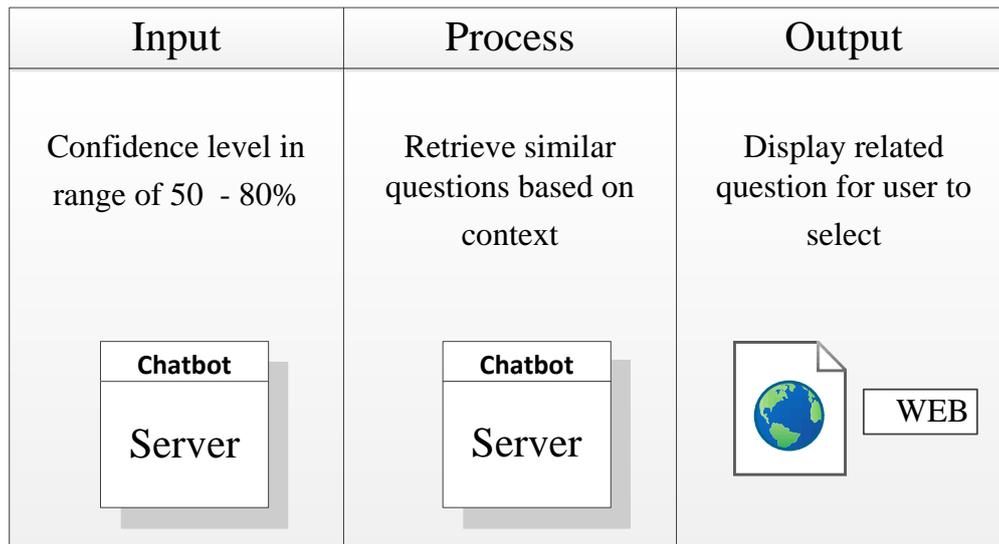 Input
Process
Output
Confidence level in
range of 50 - 80%
Retrieve similar
questions based on
context
Display related
question for user to
select
Chatbot
Server
Chatbot
Server
WEB